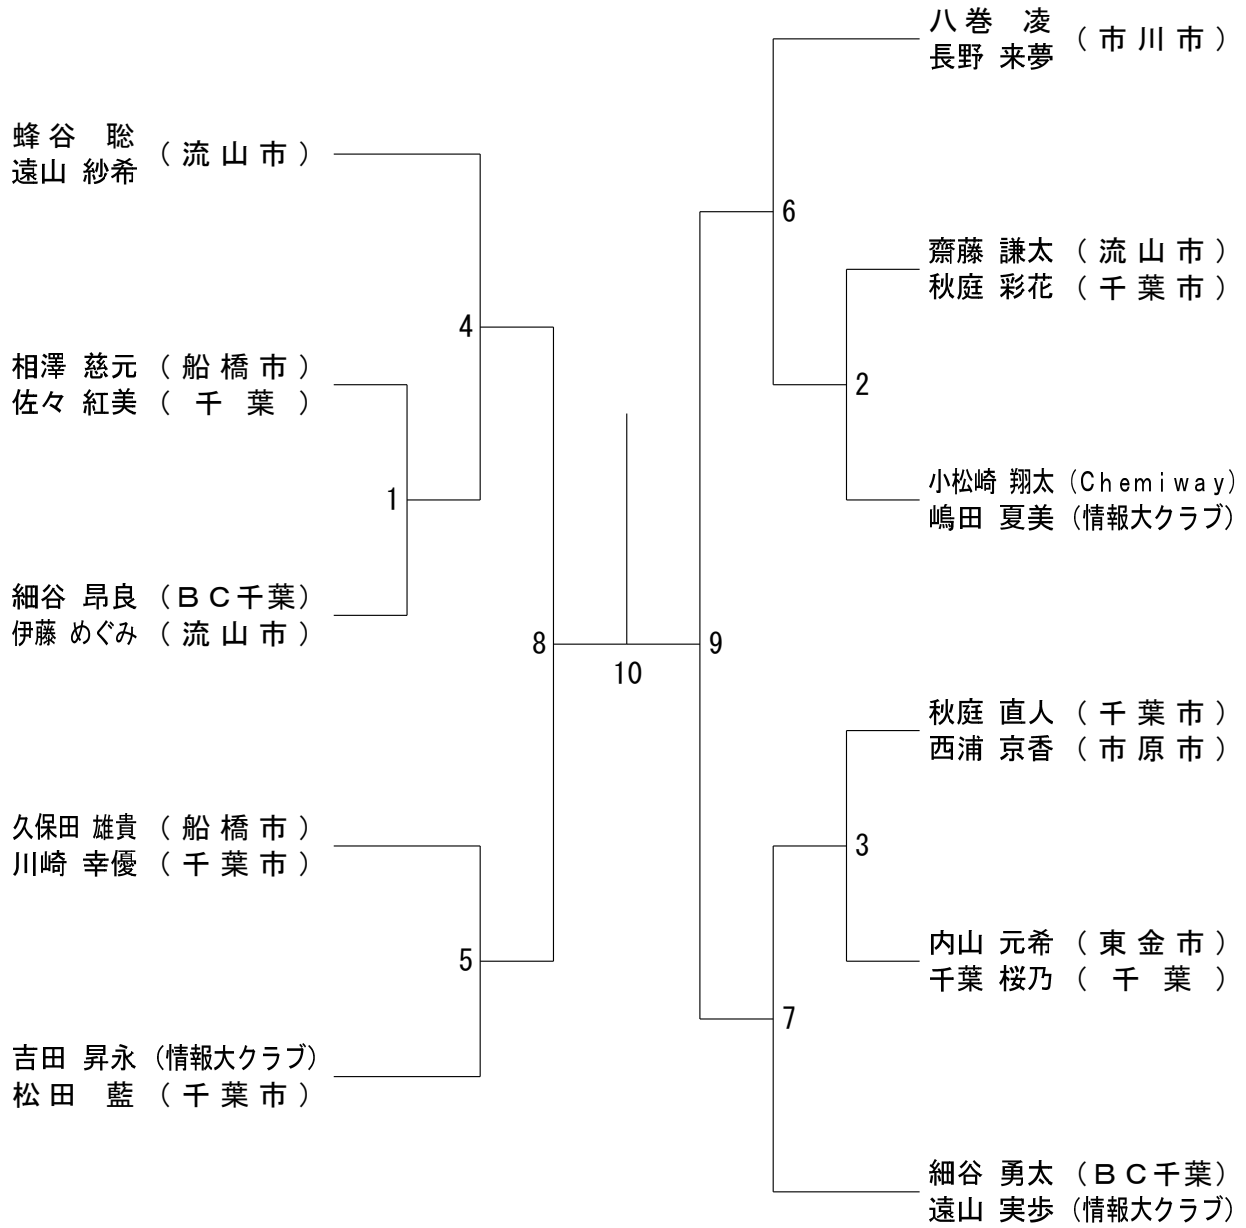 蜂谷 聡
遠山 紗希 (流山市)
4
相澤 慈元 (船橋市)
佐々 紅美 (千葉)
1
細谷 昂良 (BC千葉)
伊藤 めぐみ (流山市)
8
久保田 雄貴 (船橋市)
川崎 幸優 (千葉市)
5
吉田 昇永 (情報大クラブ)
松田 藍 (千葉市)
10
八巻 凌
長野 来夢 (市川市)
6
齋藤 謙太 (流山市)
秋庭 彩花 (千葉市)
2
小松崎 翔太 (Chemiway)
嶋田 夏美 (情報大クラブ)
9
秋庭 直人 (千葉市)
西浦 京香 (市原市)
3
内山 元希 (東金市)
千葉 桜乃 (千葉)
7
細谷 勇太 (BC千葉)
遠山 実歩 (情報大クラブ)